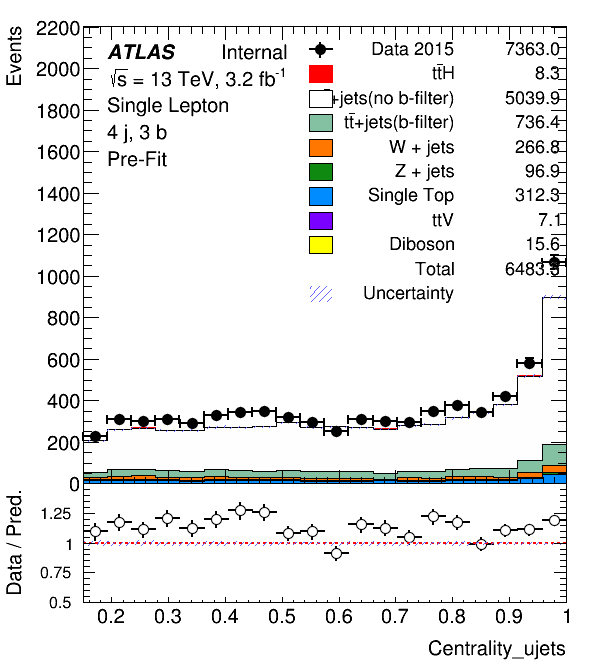 Events
2200
2000
1800
1600
1400
1200
1000
800
600
400
200
0
ATLAS Internal
√s = 13 TeV, 3.2 fb⁻¹
Single Lepton
4 j, 3 b
Pre-Fit
Data 2015 7363.0
tt̄H 8.3
+jets(no b-filter) 5039.9
tt̄+jets(b-filter) 736.4
W + jets 266.8
Z + jets 96.9
Single Top 312.3
ttV 7.1
Diboson 15.6
Total 6483.3
Uncertainty
Data / Pred.
1.25
1
0.75
0.5
0.2 0.3 0.4 0.5 0.6 0.7 0.8 0.9 1
Centrality_ujets